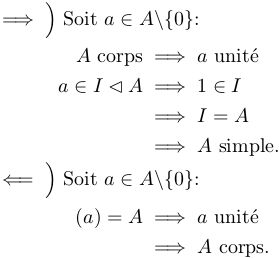 ⟹ ) Soit a ∈ A\{0}:
A corps ⟹ a unité
a ∈ I ◁ A ⟹ 1 ∈ I
⟹ I = A
⟹ A simple.
⟸ ) Soit a ∈ A\{0}:
(a) = A ⟹ a unité
⟹ A corps.